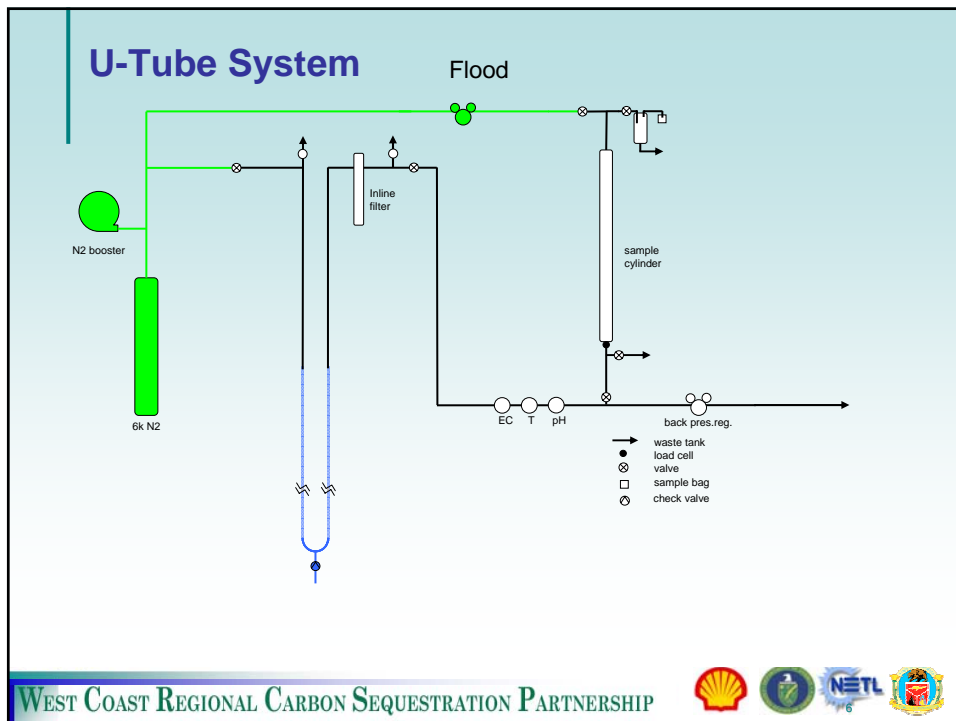 U-Tube System
Flood
Inline
filter
N2 booster
sample
cylinder
6k N2
EC T pH
back pres.reg.
waste tank
load cell
valve
sample bag
check valve
WEST COAST REGIONAL CARBON SEQUESTRATION PARTNERSHIP
NETL
6